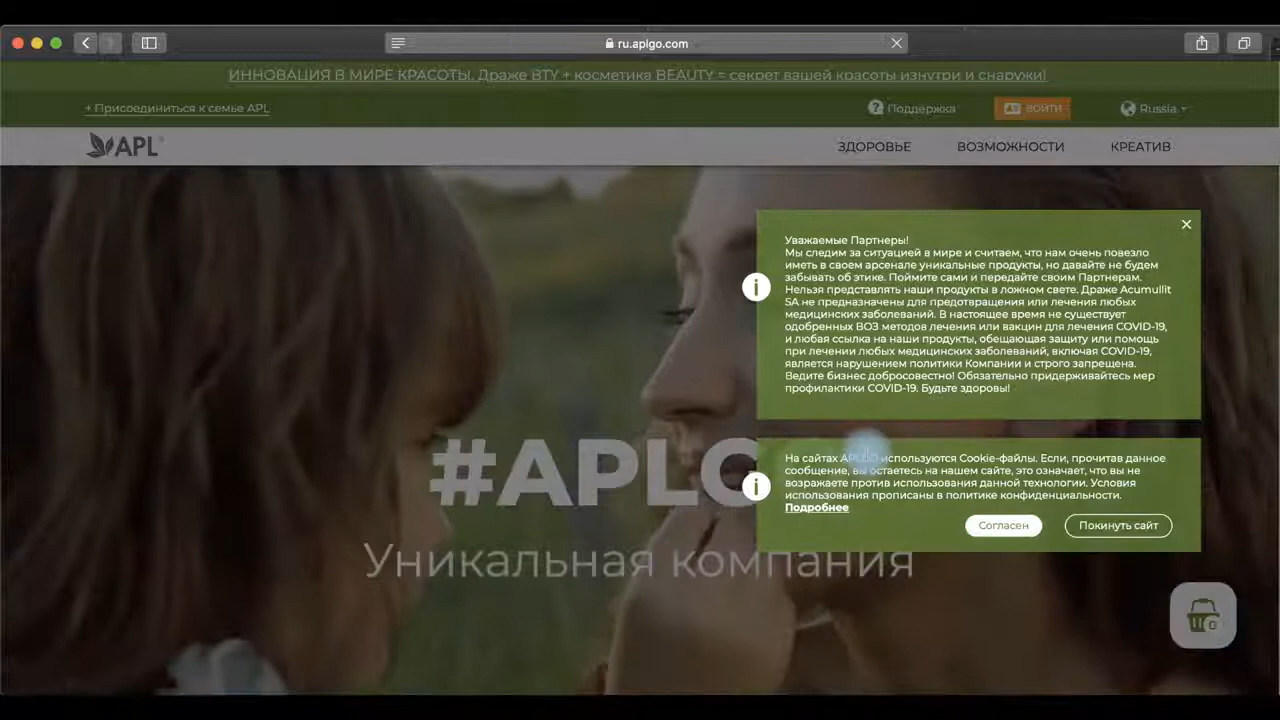 ru.aplgo.com
ИННОВАЦИЯ В МИРЕ КРАСОТЫ. Драже BTY + косметика BEAUTY = секрет вашей красоты изнутри и снаружи!
+ Присоединиться к семье APL
Поддержка
ВОЙТИ
Russia
APL
ЗДОРОВЬЕ
ВОЗМОЖНОСТИ
КРЕАТИВ
Уважаемые Партнеры!
Мы следим за ситуацией в мире и считаем, что нам очень повезло
иметь в своем арсенале уникальные продукты, но давайте не будем
забывать об этике. Поймите сами и передайте своим Партнерам.
Нельзя представлять наши продукты в ложном свете. Драже Acumullit
SA не предназначены для предотвращения или лечения любых
медицинских заболеваний. В настоящее время не существует
одобренных ВОЗ методов лечения или вакцин для лечения COVID-19,
и любая ссылка на наши продукты, обещающая защиту или помощь
при лечении любых медицинских заболеваний, включая COVID-19,
является нарушением политики Компании и строго запрещена.
Ведите бизнес добросовестно! Обязательно придерживайтесь мер
профилактики COVID-19. Будьте здоровы!
#APLG
Уникальная компания
На сайтах используются Cookie-файлы. Если, прочитав данное
сообщение, вы остаетесь на нашем сайте, это означает, что вы не
возражаете против использования данной технологии. Условия
использования прописаны в политике конфиденциальности.
Подробнее
Согласен
Покинуть сайт
0